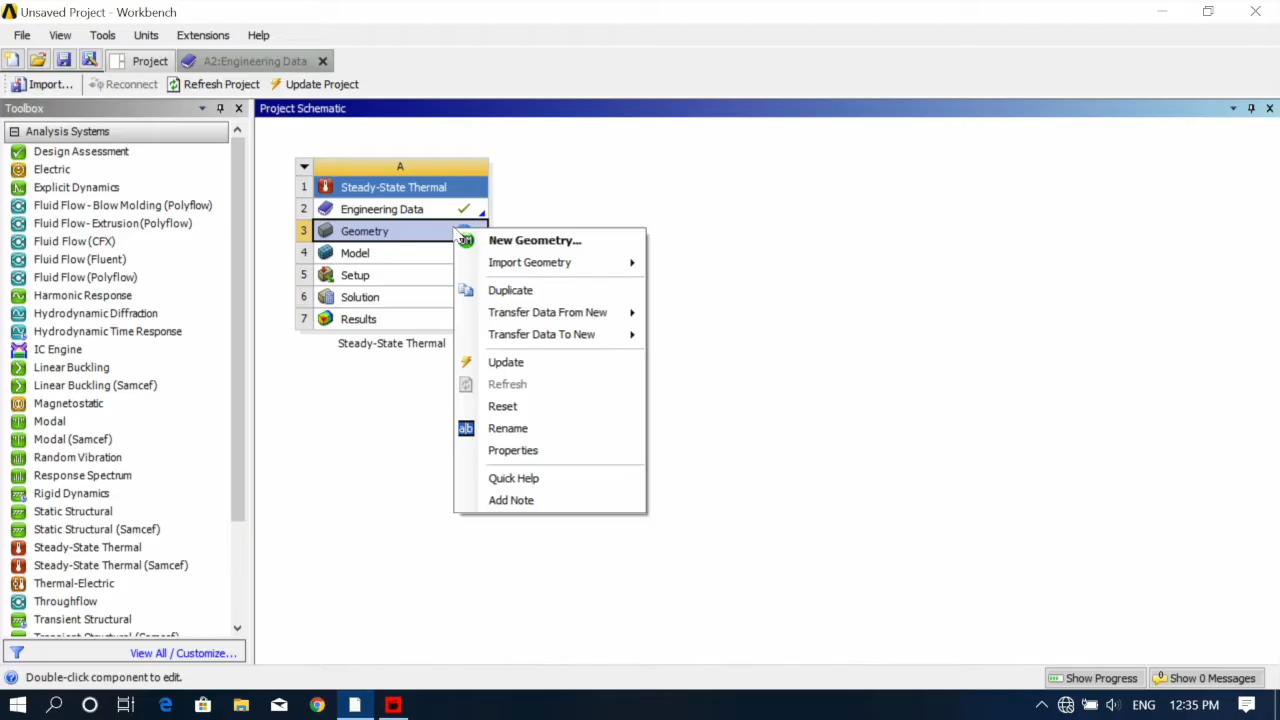 Unsaved Project - Workbench
File View Tools Units Extensions Help
Project A2:Engineering Data
Import... Reconnect Refresh Project Update Project
Toolbox
Project Schematic
Analysis Systems
Design Assessment
Electric
Explicit Dynamics
Fluid Flow - Blow Molding (Polyflow)
Fluid Flow - Extrusion (Polyflow)
Fluid Flow (CFX)
Fluid Flow (Fluent)
Fluid Flow (Polyflow)
Harmonic Response
Hydrodynamic Diffraction
Hydrodynamic Time Response
IC Engine
Linear Buckling
Linear Buckling (Samcef)
Magnetostatic
Modal
Modal (Samcef)
Random Vibration
Response Spectrum
Rigid Dynamics
Static Structural
Static Structural (Samcef)
Steady-State Thermal
Steady-State Thermal (Samcef)
Thermal-Electric
Throughflow
Transient Structural
Transient Structural (Samcef)
View All / Customize...
A
1 Steady-State Thermal
2 Engineering Data
3 Geometry
4 Model
5 Setup
6 Solution
7 Results
Steady-State Thermal
New Geometry...
Import Geometry
Duplicate
Transfer Data From New
Transfer Data To New
Update
Refresh
Reset
a|b Rename
Properties
Quick Help
Add Note
Double-click component to edit.
Show Progress Show 0 Messages
ENG 12:35 PM